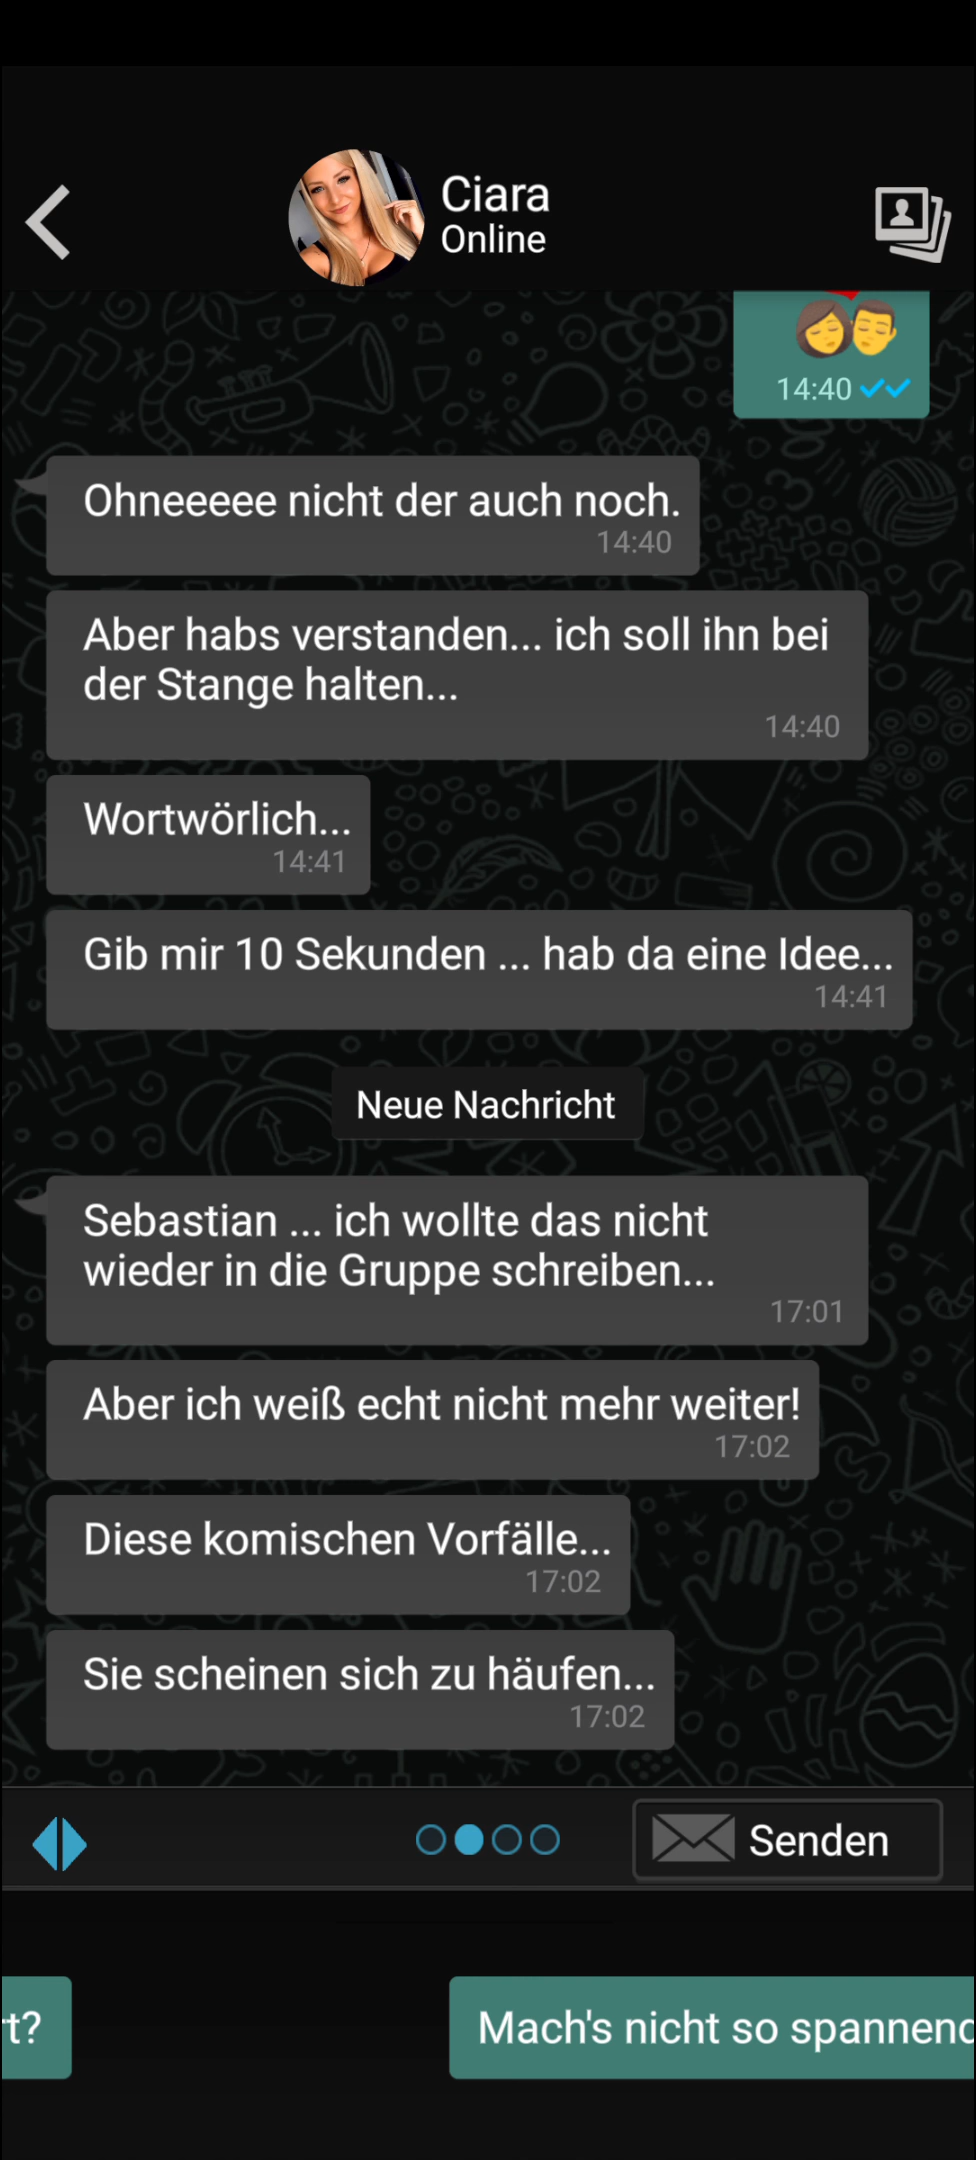 Ciara
Online
14:40
Ohneeeee nicht der auch noch.
14:40
Aber habs verstanden... ich soll ihn bei
der Stange halten...
14:40
Wortwörlich...
14:41
Gib mir 10 Sekunden ... hab da eine Idee...
14:41
Neue Nachricht
Sebastian ... ich wollte das nicht
wieder in die Gruppe schreiben...
17:01
Aber ich weiß echt nicht mehr weiter!
17:02
Diese komischen Vorfälle...
17:02
Sie scheinen sich zu häufen...
17:02
Senden
t?
Mach's nicht so